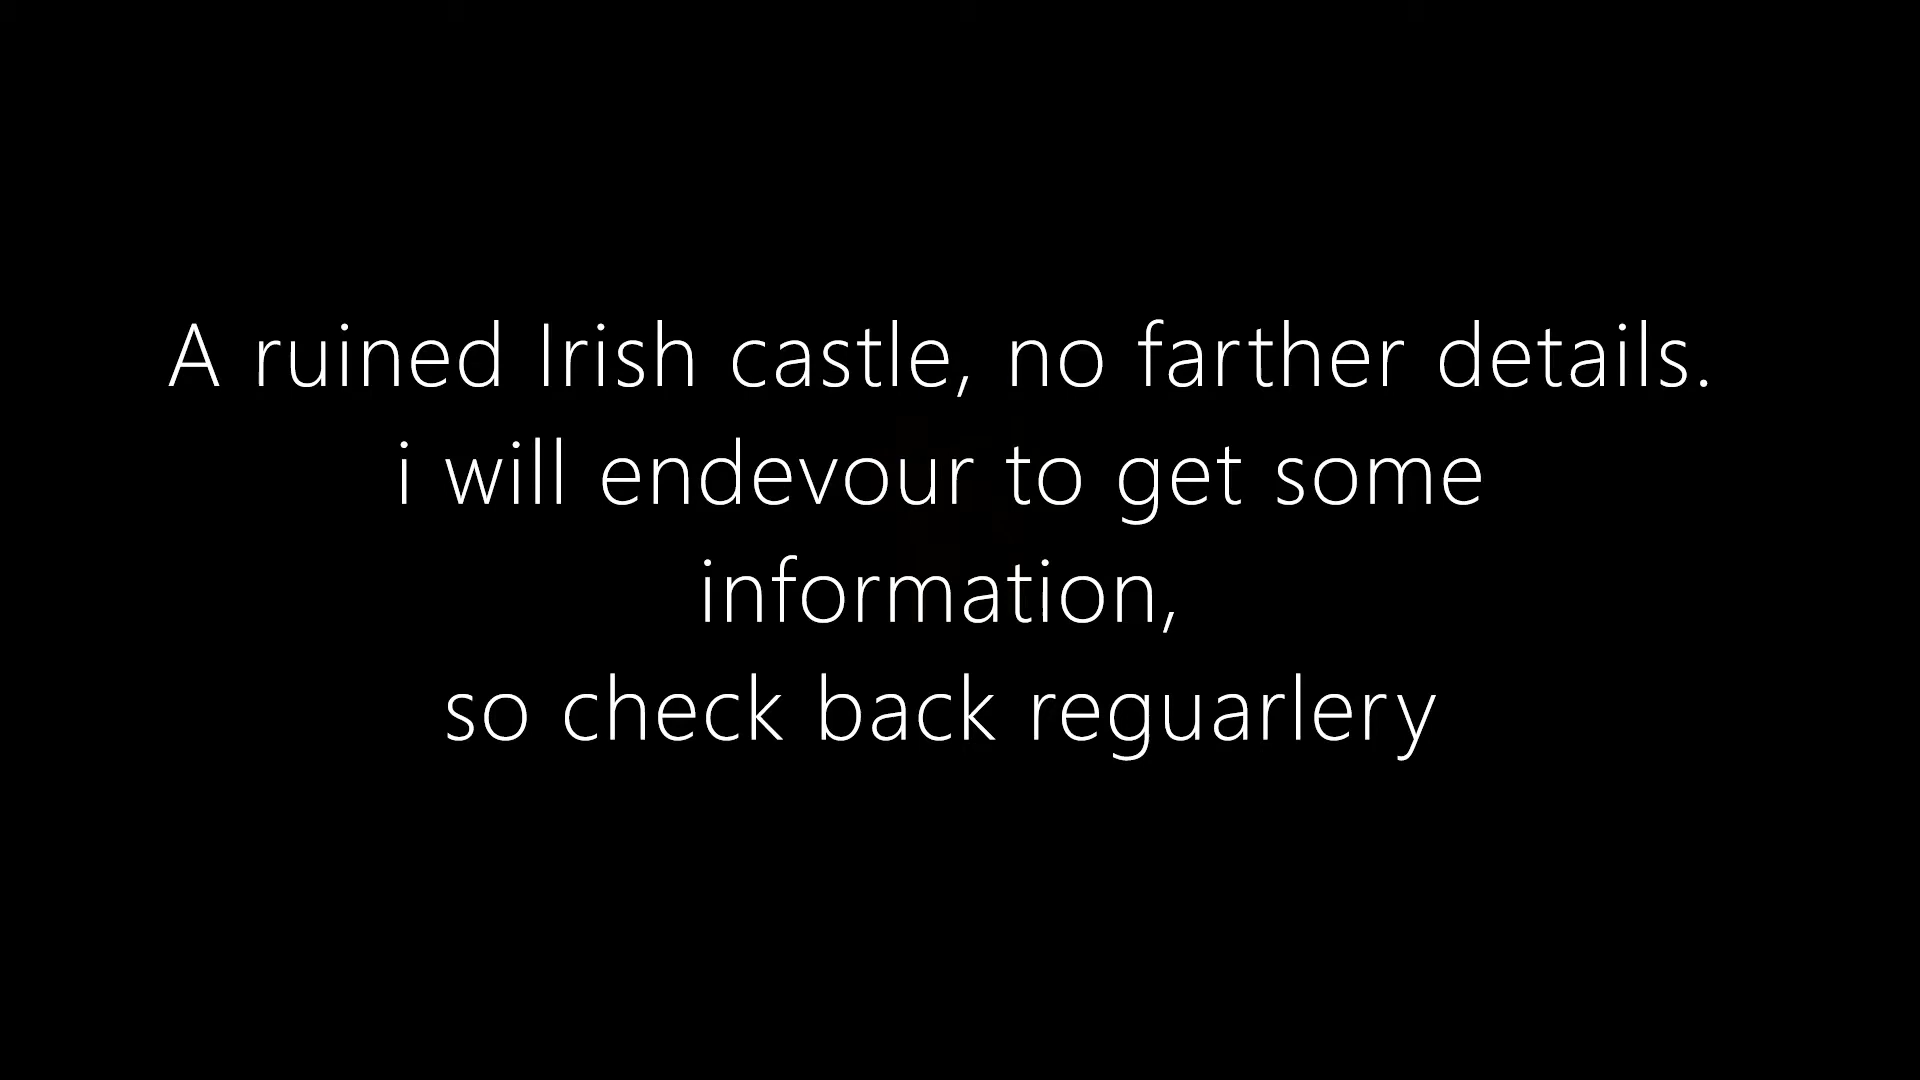 A ruined Irish castle, no farther details.
i will endevour to get some
information,
so check back reguarlery